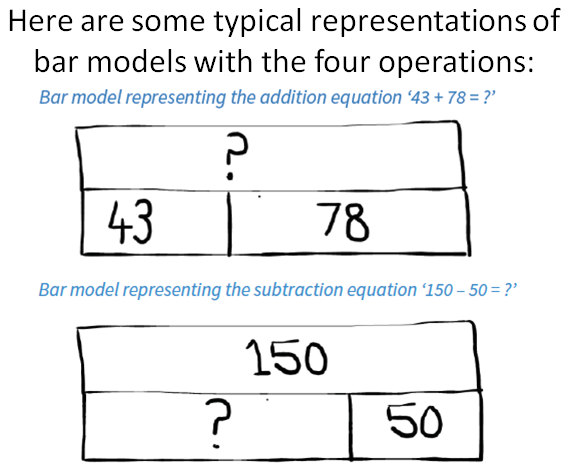 Here are some typical representations of
bar models with the four operations:
Bar model representing the addition equation ‘43 + 78 = ?’
?
43 78
Bar model representing the subtraction equation ‘150 – 50 = ?’
150
? 50